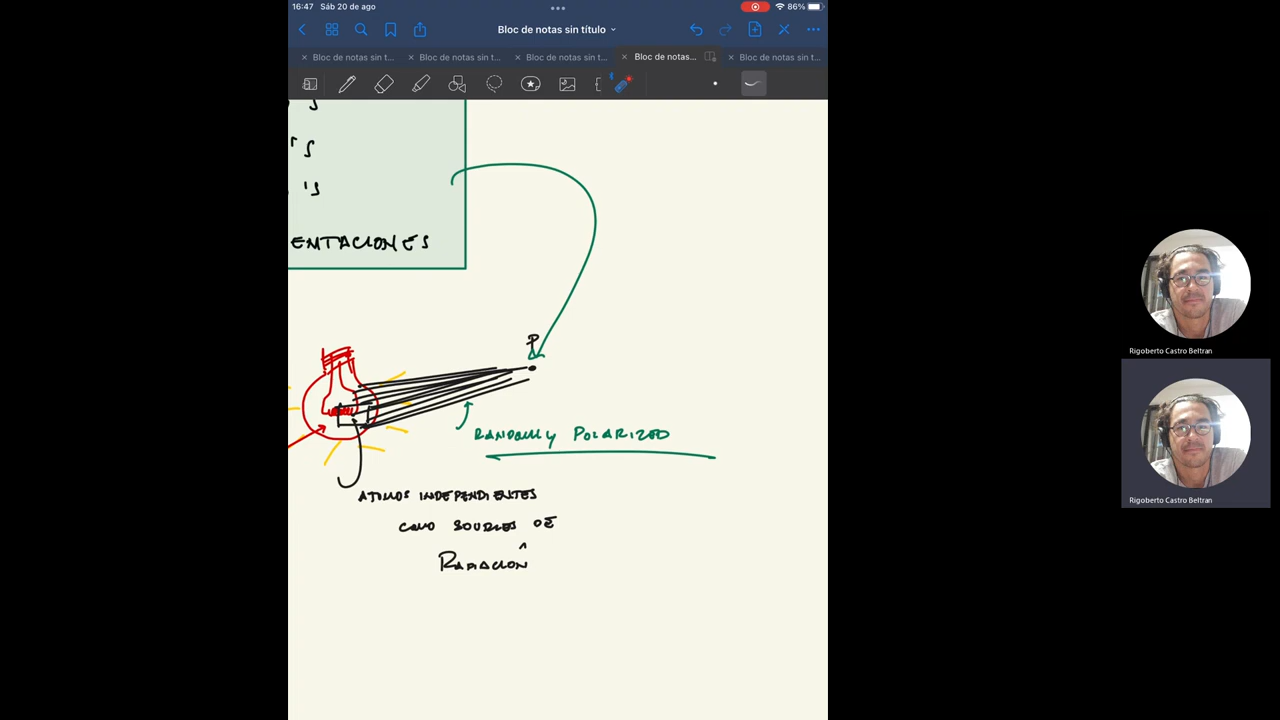 16:47 Sáb 20 de ago
86%
Bloc de notas sin título
Bloc de notas sin t...
Bloc de notas sin t...
Bloc de notas sin t...
Bloc de notas...
Bloc de notas sin t...
'S
'S
ENTACIONES
P
RANDOMLY POLARIZED
ATOMOS INDEPENDIENTES
COMO SOURCES DE
RADIACION
Rigoberto Castro Beltran
Rigoberto Castro Beltran